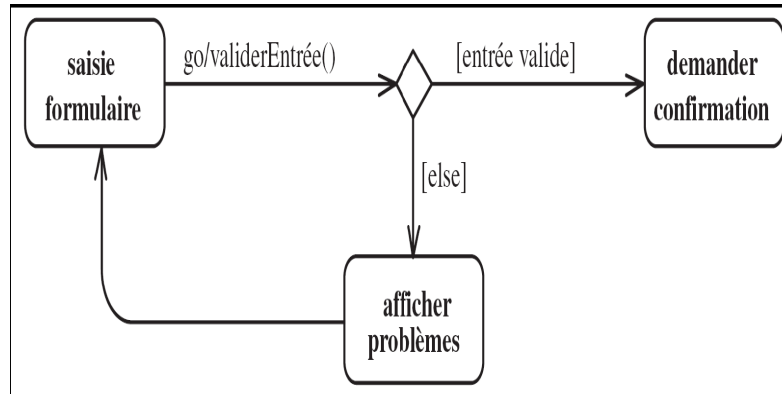 saisie
formulaire
go/validerEntrée()
[entrée valide]
demander
confirmation
[else]
afficher
problèmes